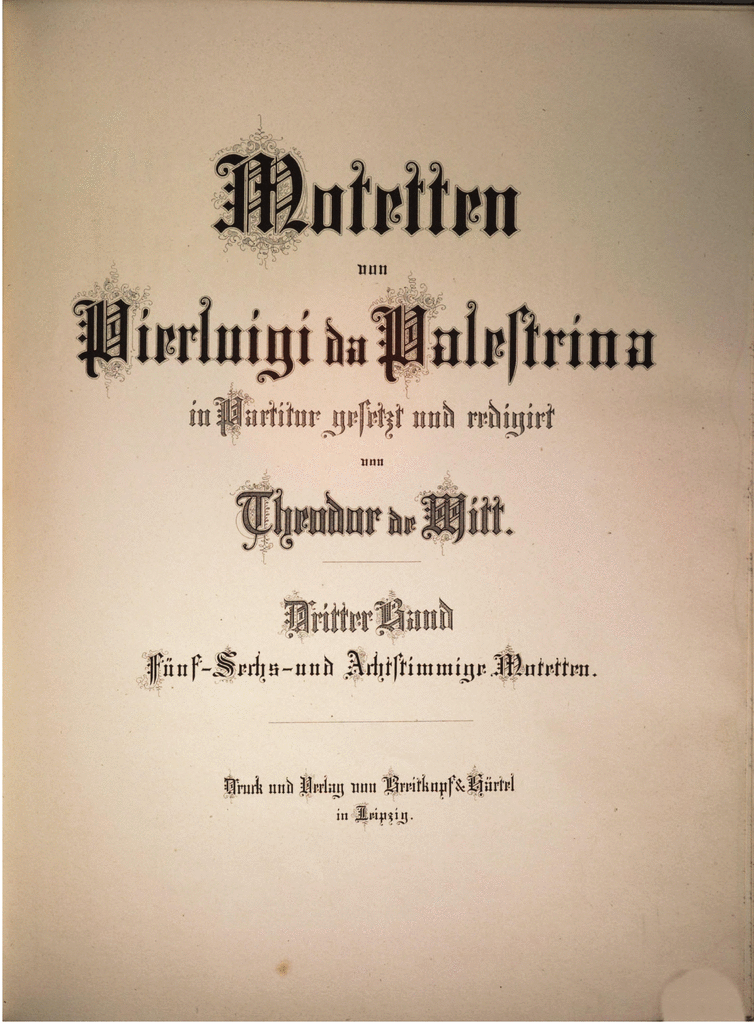 Motetten
von
Pierluigi da Palestrina
in Partitur gesetzt und redigirt
von
Theodor de Witt.
Dritter Band
Fünf-Sechs-und Achtstimmige Motetten.
Druck und Verlag von Breitkopf & Härtel
in Leipzig.